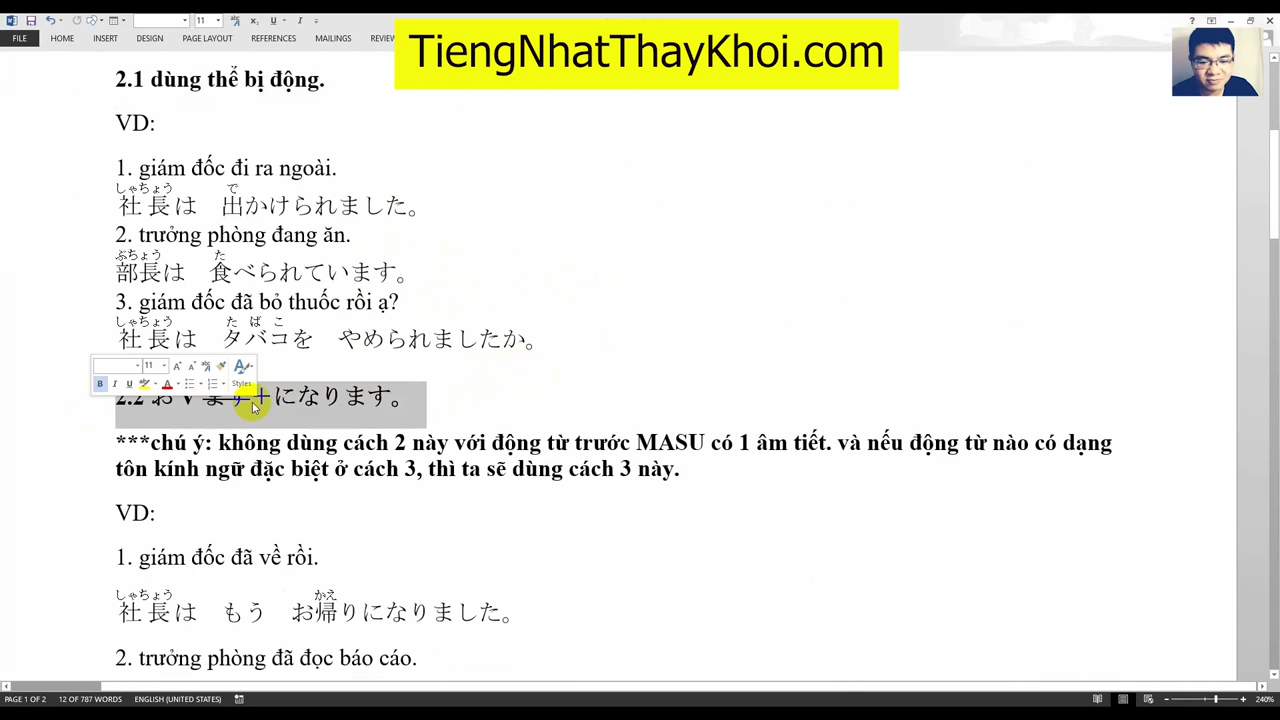 11
FILE
HOME
INSERT
DESIGN
PAGE LAYOUT
REFERENCES
MAILINGS
TiengNhatThayKhoi.com
2.1 dùng thể bị động.
VD:
1. giám đốc đi ra ngoài.
しゃちょう で
社長は 出かけられました。
2. trưởng phòng đang ăn.
ぶちょう た
部長は 食べられています。
3. giám đốc đã bỏ thuốc rồi ạ?
しゃちょう たばこ
社長は タバコを やめられましたか。
11
Styles
2.2 お V ます + になります。
***chú ý: không dùng cách 2 này với động từ trước MASU có 1 âm tiết. và nếu động từ nào có dạng
tôn kính ngữ đặc biệt ở cách 3, thì ta sẽ dùng cách 3 này.
VD:
1. giám đốc đã về rồi.
しゃちょう かえ
社長は もう お帰りになりました。
2. trưởng phòng đã đọc báo cáo.
PAGE 1 OF 2 12 OF 787 WORDS ENGLISH (UNITED STATES) 240%